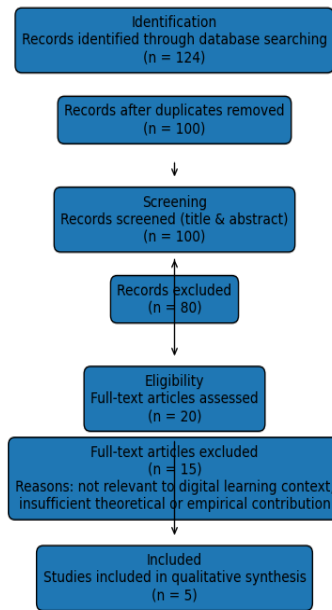 Identification
Records identified through database searching
(n = 124)
Records after duplicates removed
(n = 100)
Screening
Records screened (title & abstract)
(n = 100)
Records excluded
(n = 80)
Eligibility
Full-text articles assessed
(n = 20)
Full-text articles excluded
(n = 15)
Reasons: not relevant to digital learning context,
insufficient theoretical or empirical contribution
Included
Studies included in qualitative synthesis
(n = 5)